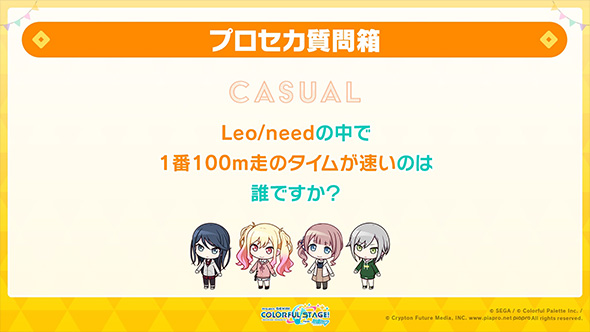 プロセカ質問箱
CASUAL
Leo/needの中で
1番100m走のタイムが速いのは
誰ですか?
COLORFUL STAGE!
© SEGA / © Colorful Palette Inc. /
© Crypton Future Media, INC. www.piapro.net All rights reserved.